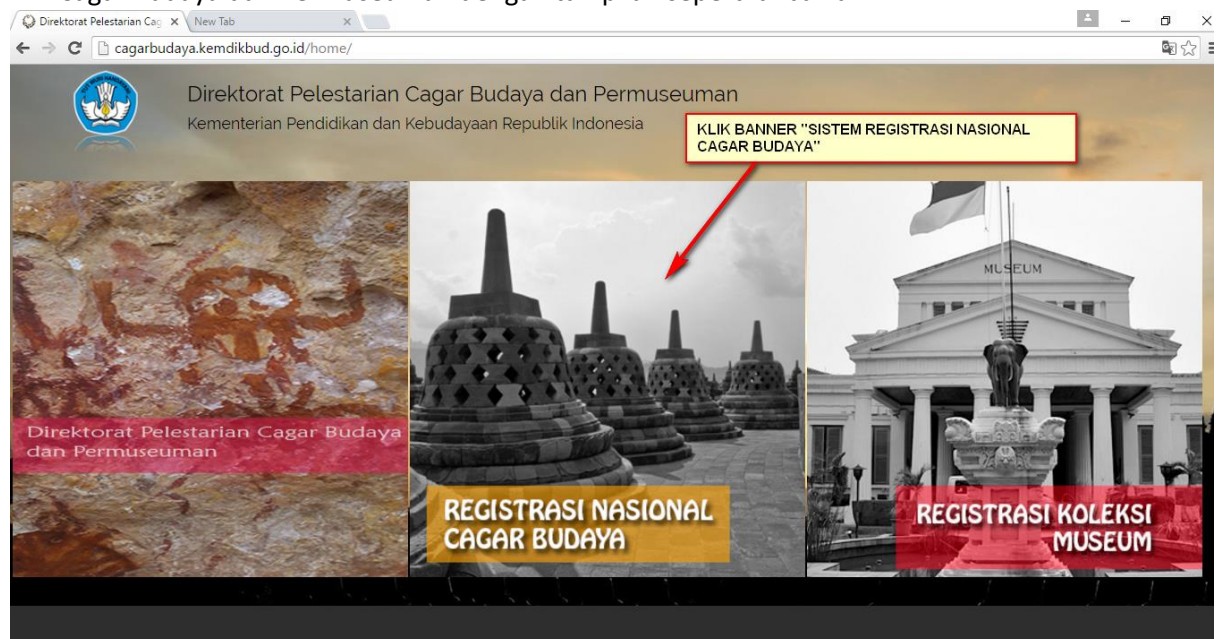 Direktorat Pelestarian Cag
New Tab
cagarbudaya.kemdikbud.go.id/home/
Direktorat Pelestarian Cagar Budaya dan Permuseuman
Kementerian Pendidikan dan Kebudayaan Republik Indonesia
KLIK BANNER "SISTEM REGISTRASI NASIONAL
CAGAR BUDAYA"
MUSEUM
Direktorat Pelestarian Cagar Budaya
dan Permuseuman
REGISTRASI NASIONAL
CAGAR BUDAYA
REGISTRASI KOLEKSI
MUSEUM